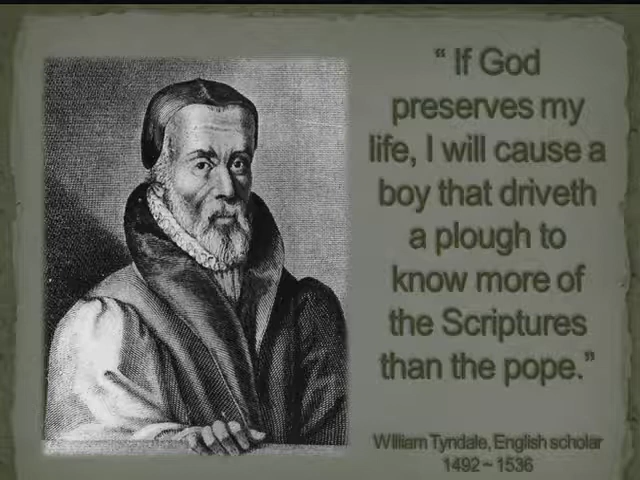 “ If God
preserves my
life, I will cause a
boy that driveth
a plough to
know more of
the Scriptures
than the pope.”
William Tyndale, English scholar
1492 ~ 1536